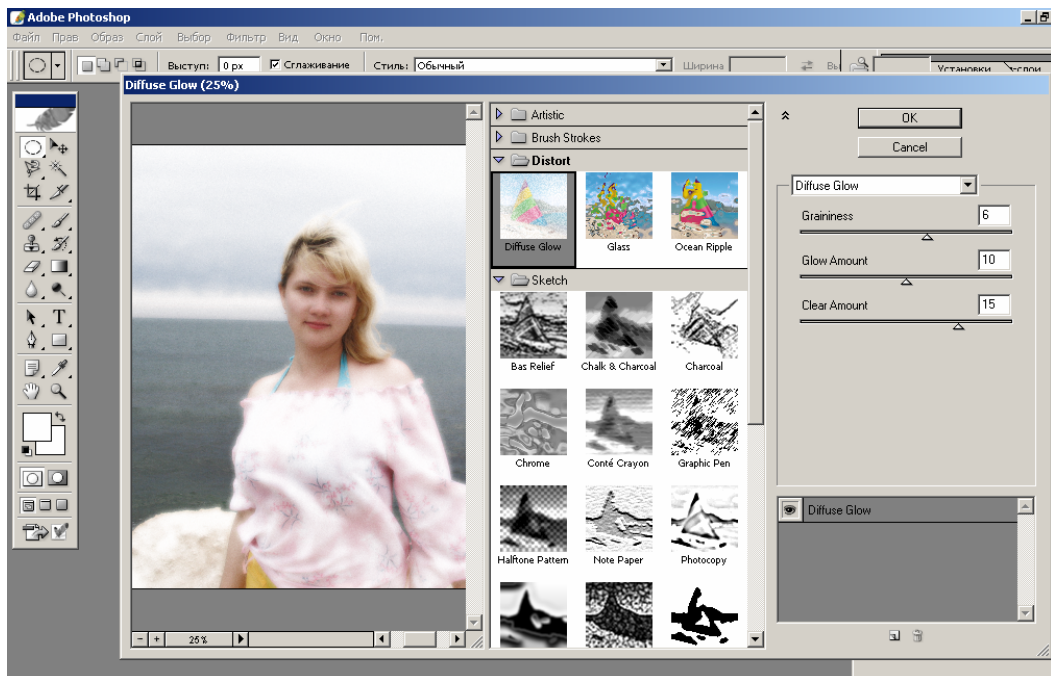 Adobe Photoshop
Файл Прав Образ Слой Выбор Фильтр Вид Окно Пом.
Выступ: 0 px Сглаживание Стиль: Обычный Ширина Вы
Установки слои
Diffuse Glow (25%)
Artistic
Brush Strokes
Distort
Diffuse Glow Glass Ocean Ripple
Sketch
Bas Relief Chalk & Charcoal Charcoal
Chrome Conté Crayon Graphic Pen
Halftone Pattern Note Paper Photocopy
OK
Cancel
Diffuse Glow
Graininess 6
Glow Amount 10
Clear Amount 15
Diffuse Glow
25%